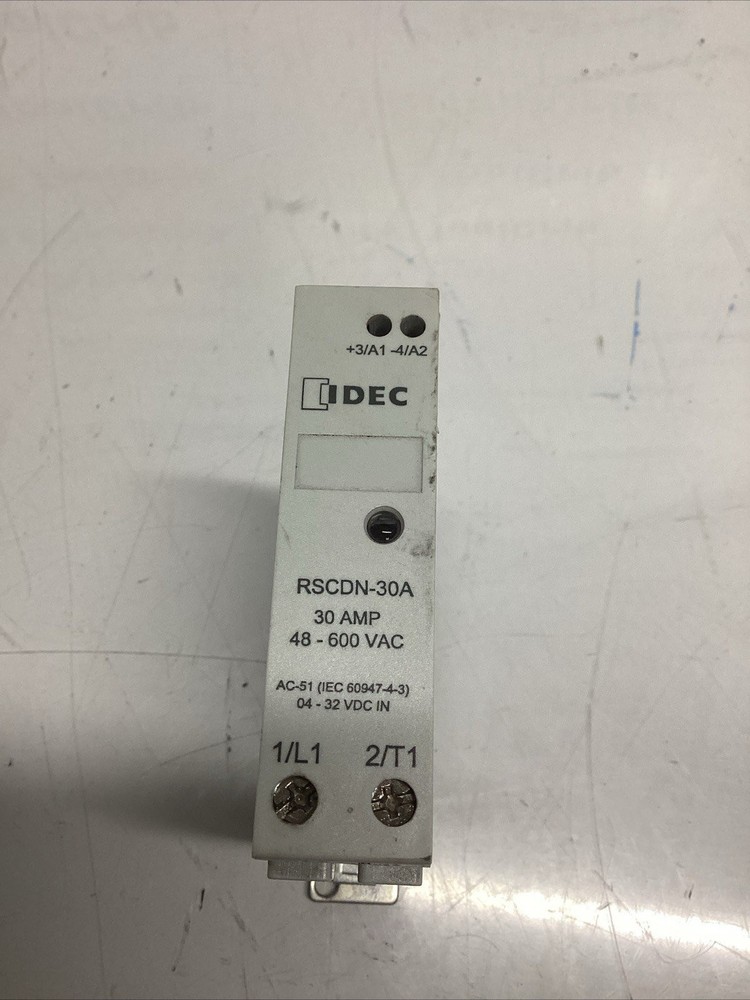 +3/A1 -4/A2
IDEC
RSCDN-30A
30 AMP
48 - 600 VAC
AC-51 (IEC 60947-4-3)
04 - 32 VDC IN
1/L1 2/T1